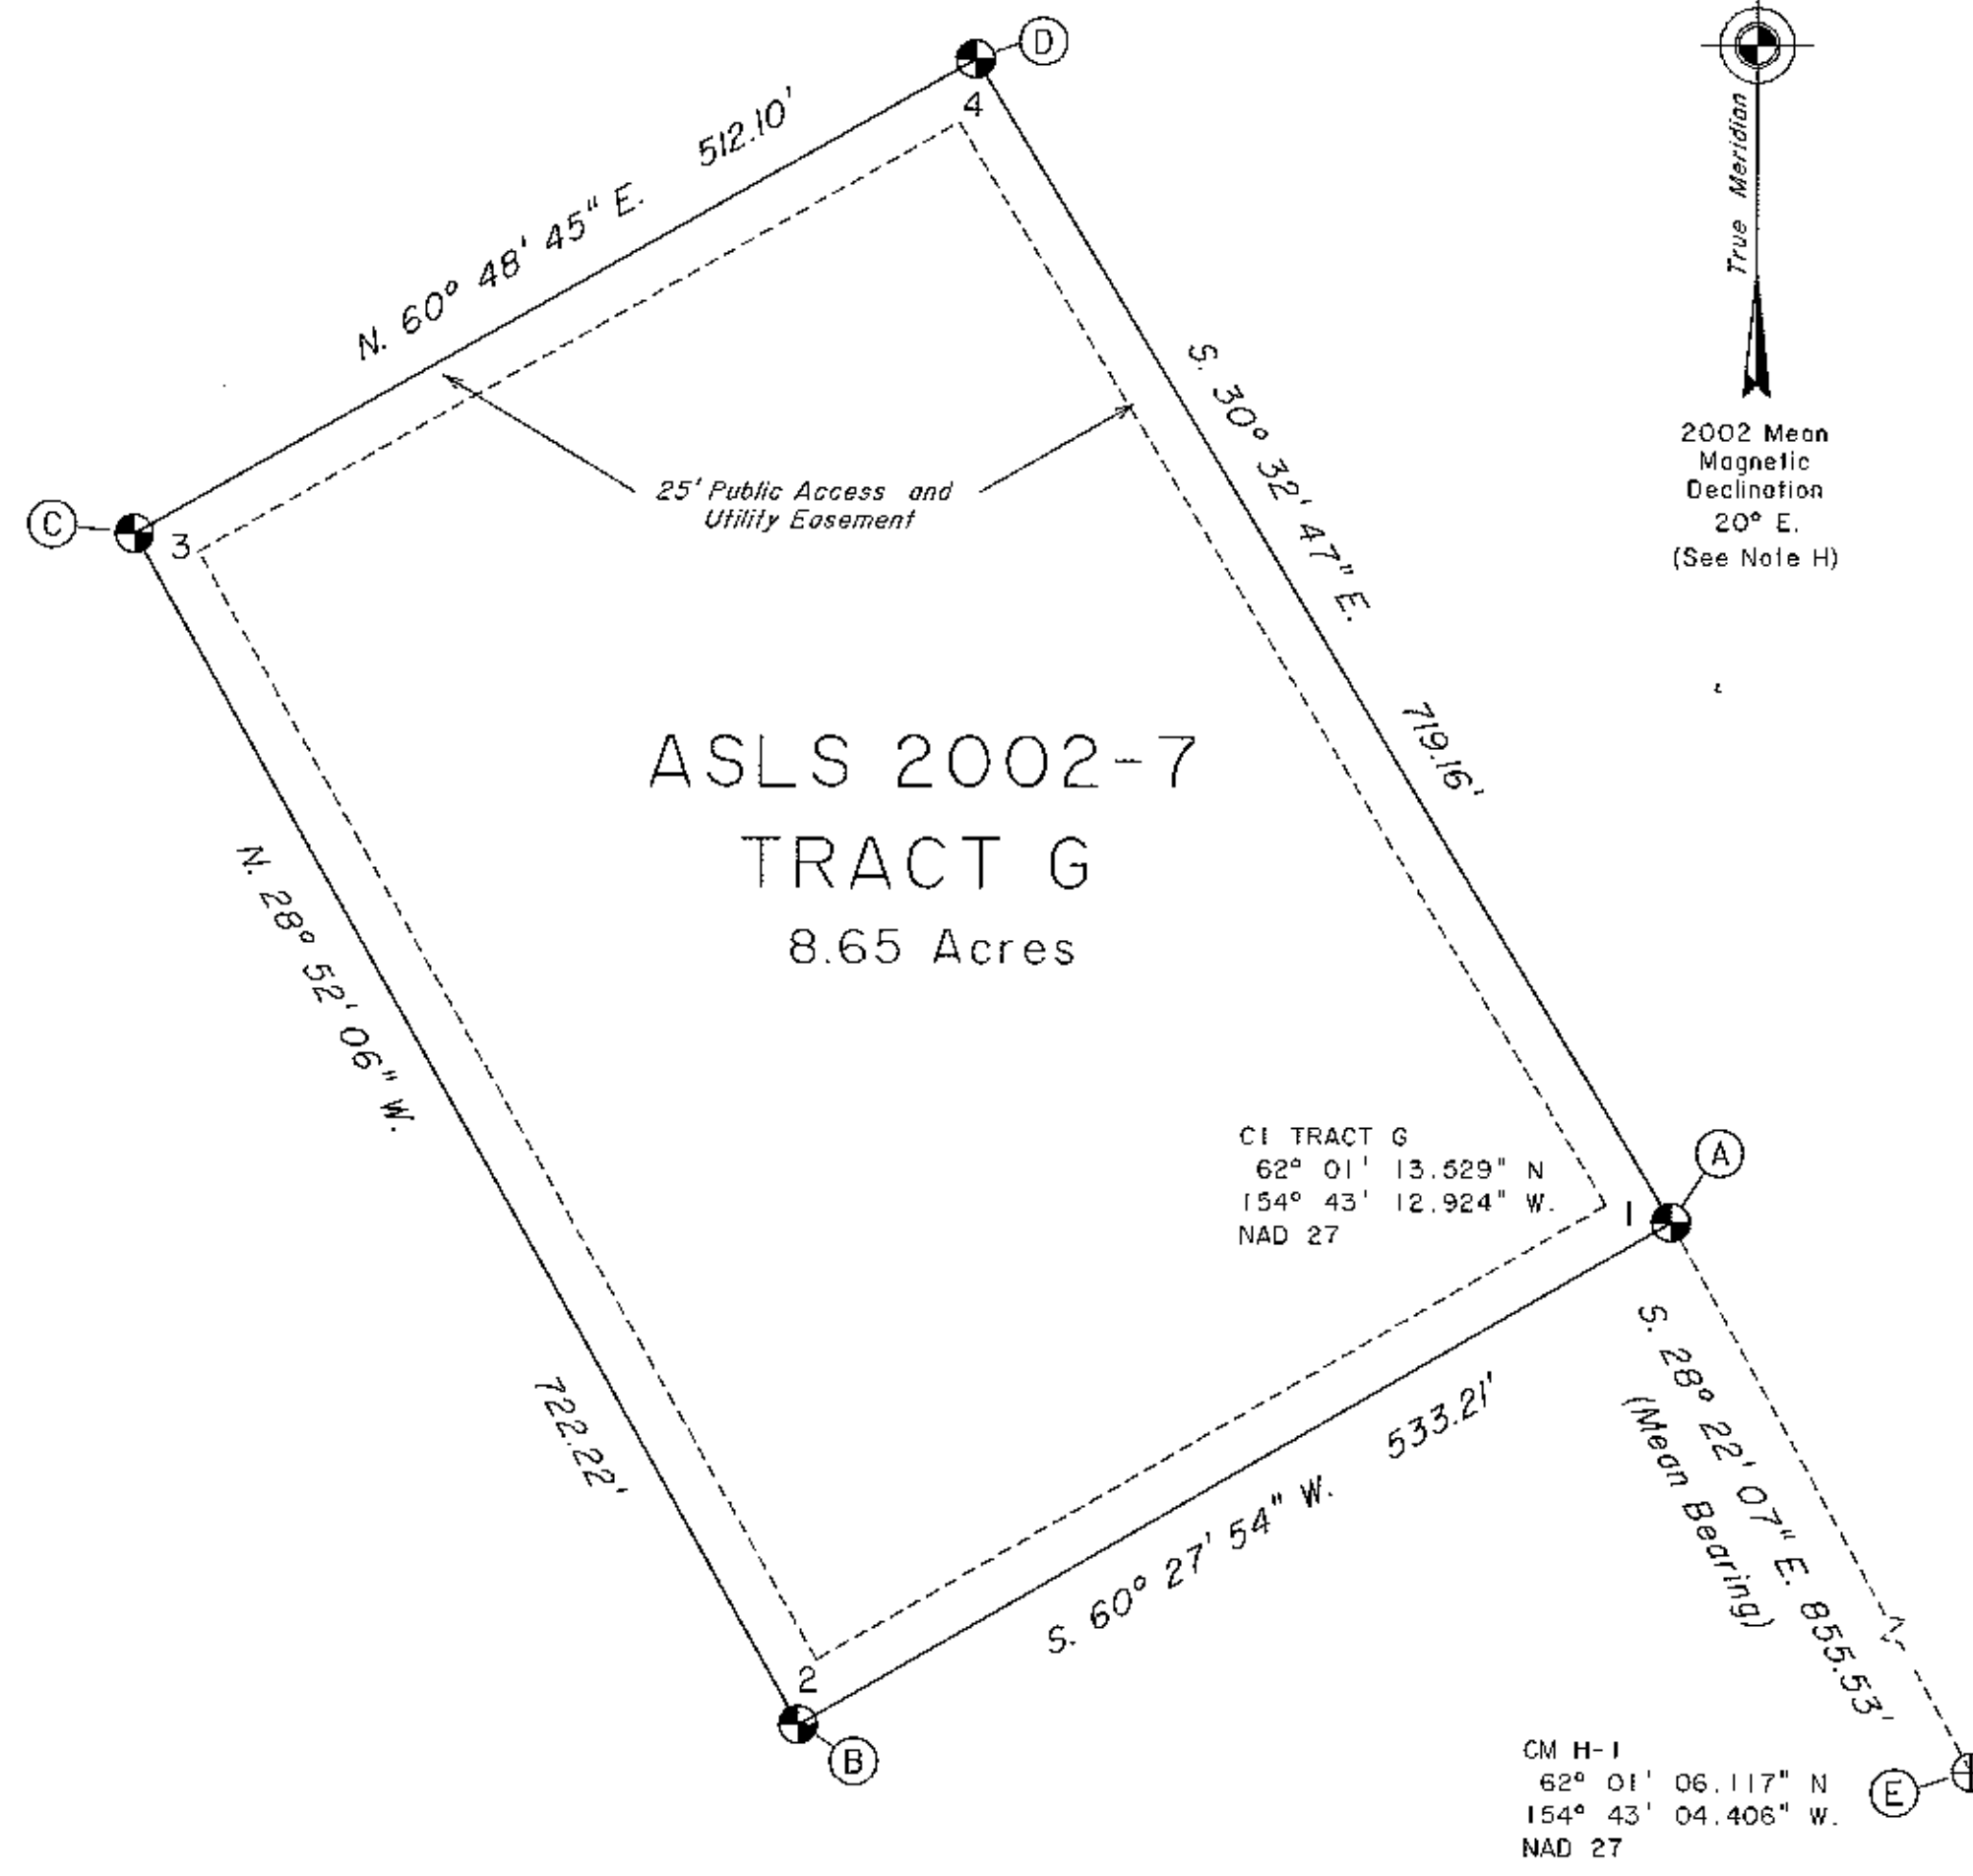 D
4
512.10'
N. 60° 48' 45" E.
True Meridian
2002 Mean
Magnetic
Declination
20° E.
(See Note H)
S. 30° 32' 47" E.
719.16'
25' Public Access and
Utility Easement
C
3
ASLS 2002-7
TRACT G
8.65 Acres
N. 28° 52' 06" W.
722.22'
C1 TRACT G
62° 01' 13.529" N
154° 43' 12.924" W.
NAD 27
A
1
533.21'
S. 60° 27' 54" W.
S. 28° 22' 07" E. 855.53'
(Mean Bearing)
2
B
CM H-1
62° 01' 06.117" N
154° 43' 04.406" W.
NAD 27
E